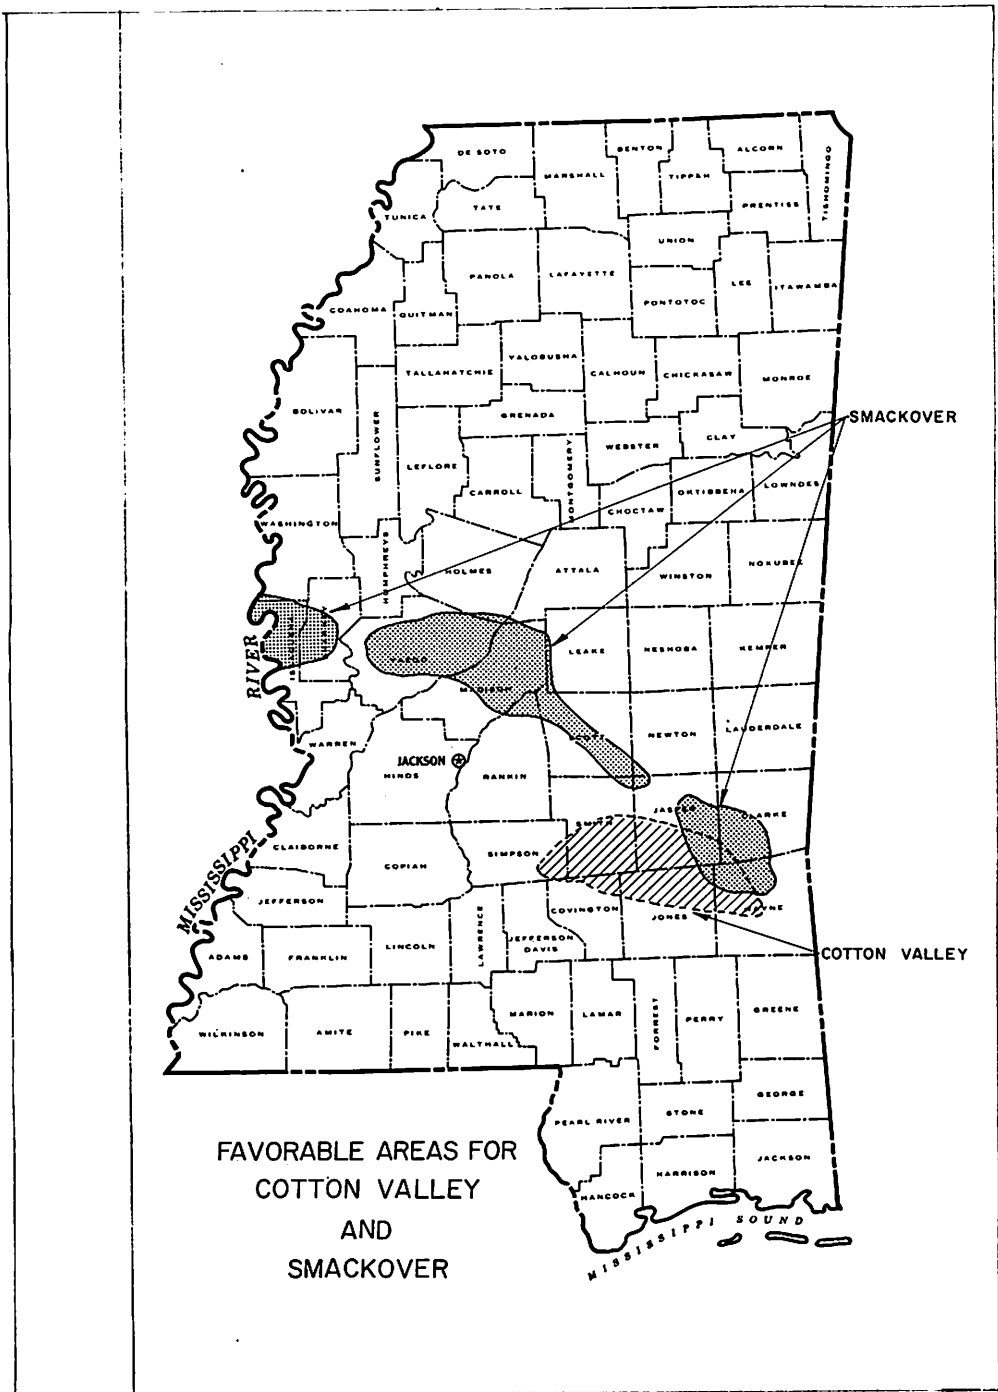 DE SOTO
BENTON
ALCORN
TISHOMINGO
MARSHALL
TIPPAH
TUNICA
TATE
PRENTISS
UNION
PANOLA
LAFAYETTE
LEE
ITAWAMBA
COAHOMA
QUITMAN
PONTOTOC
YALOBUSHA
TALLAHATCHIE
CALHOUN
CHICKASAW
MONROE
BOLIVAR
SUNFLOWER
GRENADA
SMACKOVER
WEBSTER
CLAY
LEFLORE
MONTGOMERY
CARROLL
OKTIBBEHA
LOWNDES
CHOCTAW
WASHINGTON
HUMPHREYS
HOLMES
ATTALA
WINSTON
NOXUBEE
RIVER
YAZOO
LEAKE
NESHOBA
KEMPER
MADISON
SCOTT
NEWTON
LAUDERDALE
WARREN
JACKSON
HINDS
RANKIN
SMITH
JASPER
CLARKE
MISSISSIPPI
CLAIBORNE
COPIAH
SIMPSON
JEFFERSON
LAWRENCE
COVINGTON
JONES
WAYNE
ADAMS
FRANKLIN
LINCOLN
JEFFERSON
DAVIS
COTTON VALLEY
WILKINSON
AMITE
PIKE
WALTHALL
MARION
LAMAR
FORREST
PERRY
GREENE
GEORGE
PEARL RIVER
STONE
JACKSON
HARRISON
HANCOCK
MISSISSIPPI SOUND
FAVORABLE AREAS FOR
COTTON VALLEY
AND
SMACKOVER